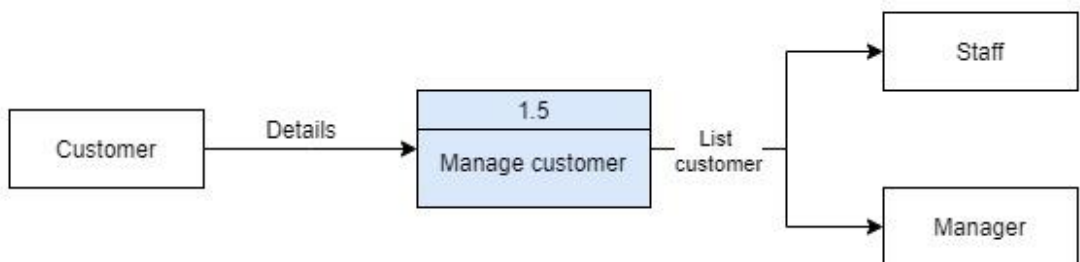 Customer
Details
1.5
Manage customer
List
customer
Staff
Manager